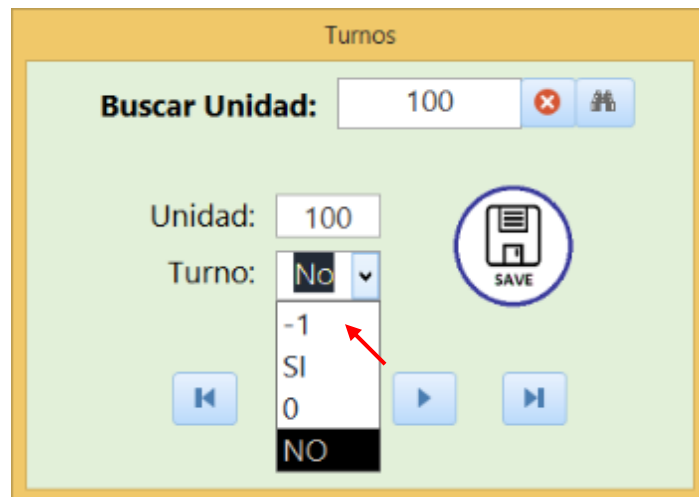 Turnos
Buscar Unidad: 100
Unidad: 100
Turno: No
SAVE
-1
SI
0
NO